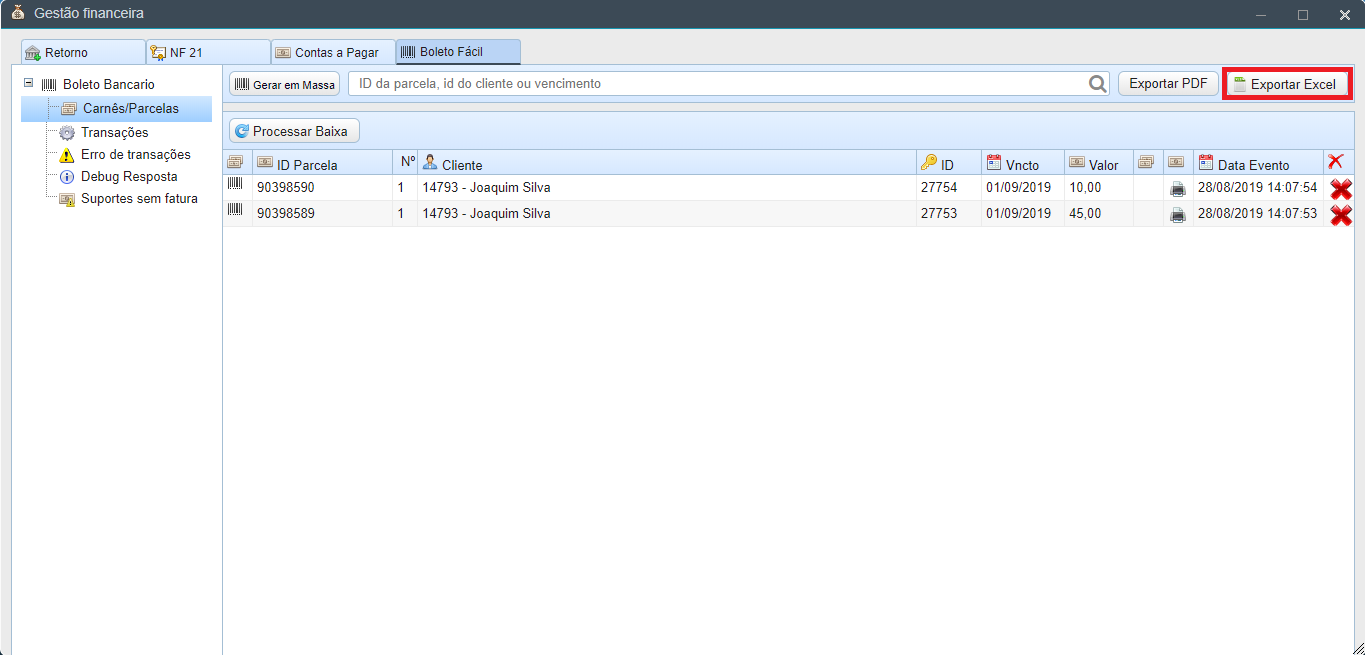 Gestão financeira
Retorno NF 21 Contas a Pagar Boleto Fácil
Boleto Bancario
Carnês/Parcelas
Transações
Erro de transações
Debug Resposta
Suportes sem fatura
Gerar em Massa ID da parcela, id do cliente ou vencimento Exportar PDF Exportar Excel
Processar Baixa
ID Parcela Nº Cliente ID Vncto Valor Data Evento
90398590 1 14793 - Joaquim Silva 27754 01/09/2019 10,00 28/08/2019 14:07:54
90398589 1 14793 - Joaquim Silva 27753 01/09/2019 45,00 28/08/2019 14:07:53